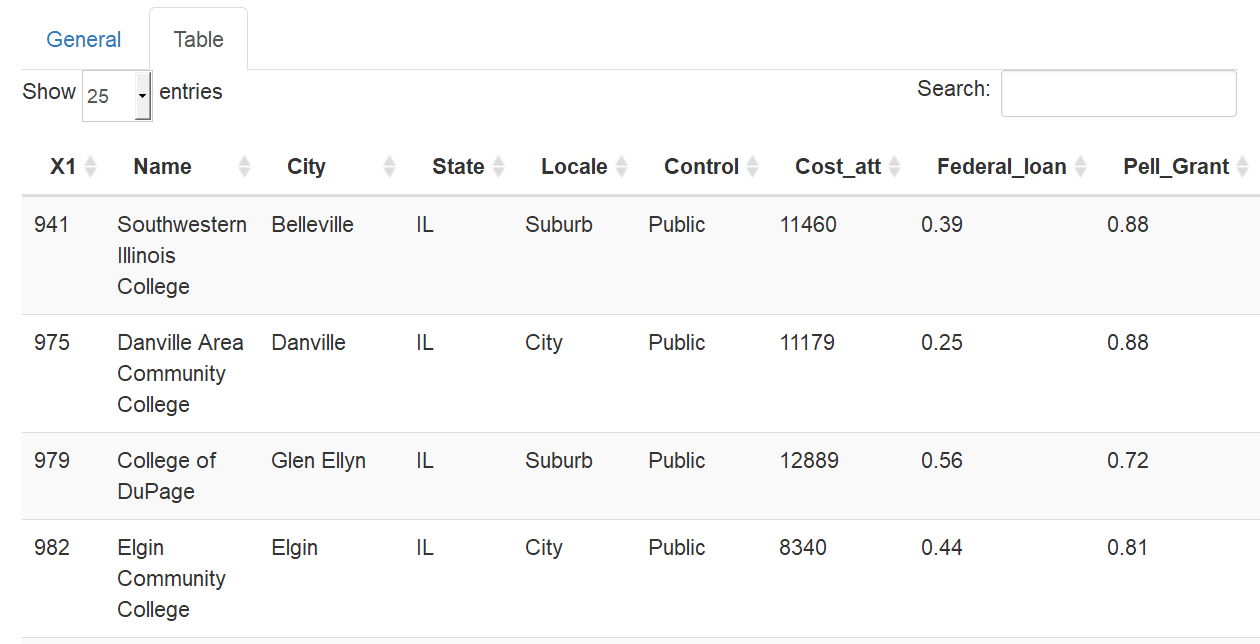 General Table
Show 25 entries Search:
X1 Name City State Locale Control Cost_att Federal_loan Pell_Grant
941 Southwestern Belleville IL Suburb Public 11460 0.39 0.88
Illinois
College
975 Danville Area Danville IL City Public 11179 0.25 0.88
Community
College
979 College of Glen Ellyn IL Suburb Public 12889 0.56 0.72
DuPage
982 Elgin Elgin IL City Public 8340 0.44 0.81
Community
College